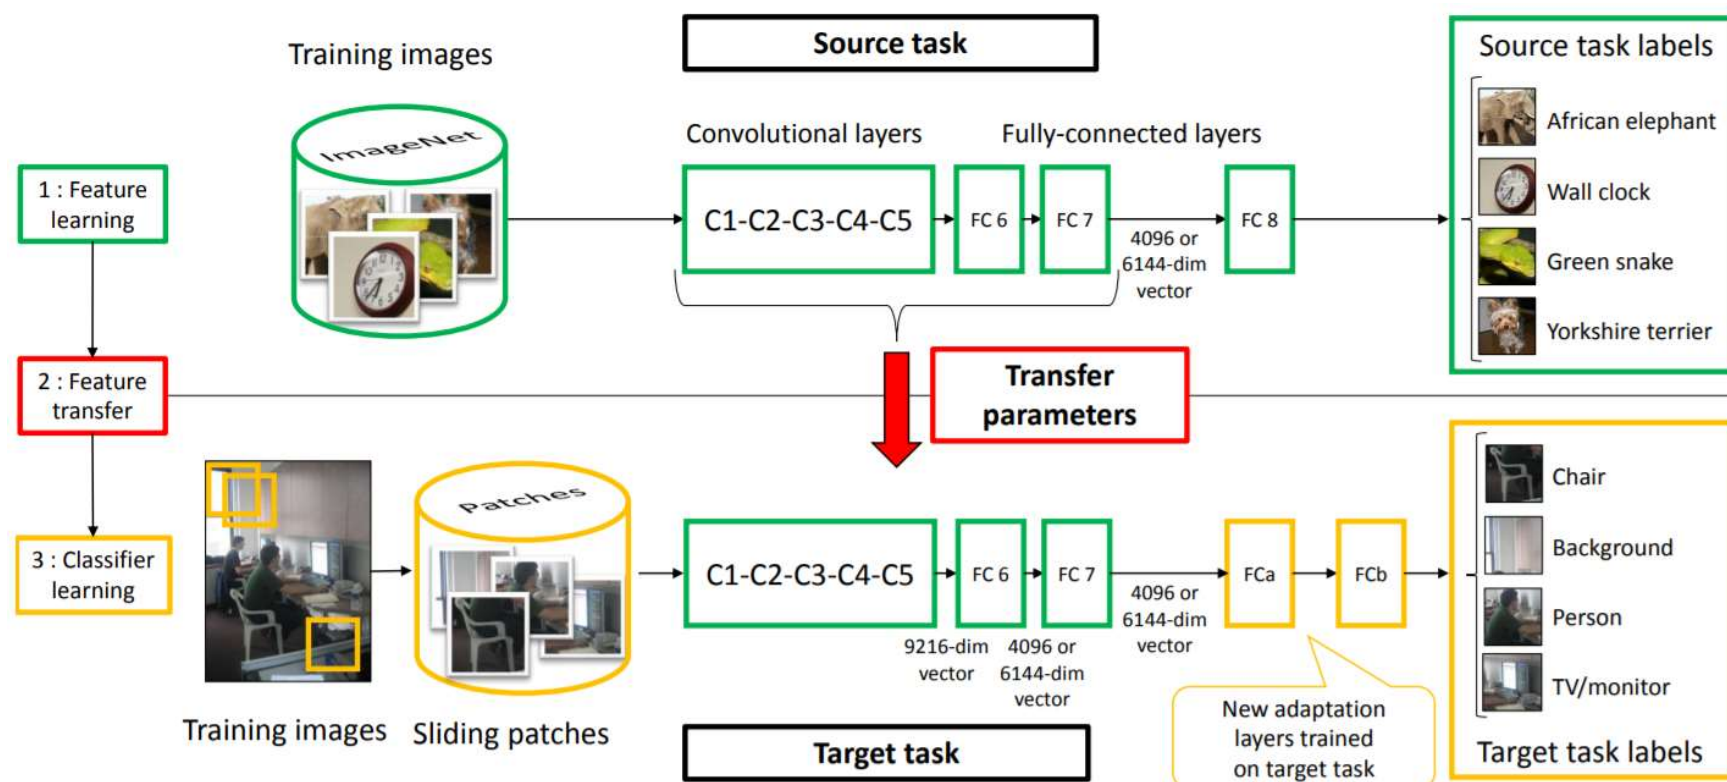 Training images
Source task
Source task labels
ImageNet
Convolutional layers
Fully-connected layers
African elephant
1 : Feature
learning
C1-C2-C3-C4-C5
FC 6
FC 7
4096 or
6144-dim
vector
FC 8
Wall clock
Green snake
Yorkshire terrier
2 : Feature
transfer
Transfer
parameters
3 : Classifier
learning
Training images
Patches
Sliding patches
C1-C2-C3-C4-C5
FC 6
FC 7
9216-dim
vector
4096 or
6144-dim
vector
4096 or
6144-dim
vector
FCa
FCb
Chair
Background
Person
TV/monitor
New adaptation
layers trained
on target task
Target task
Target task labels